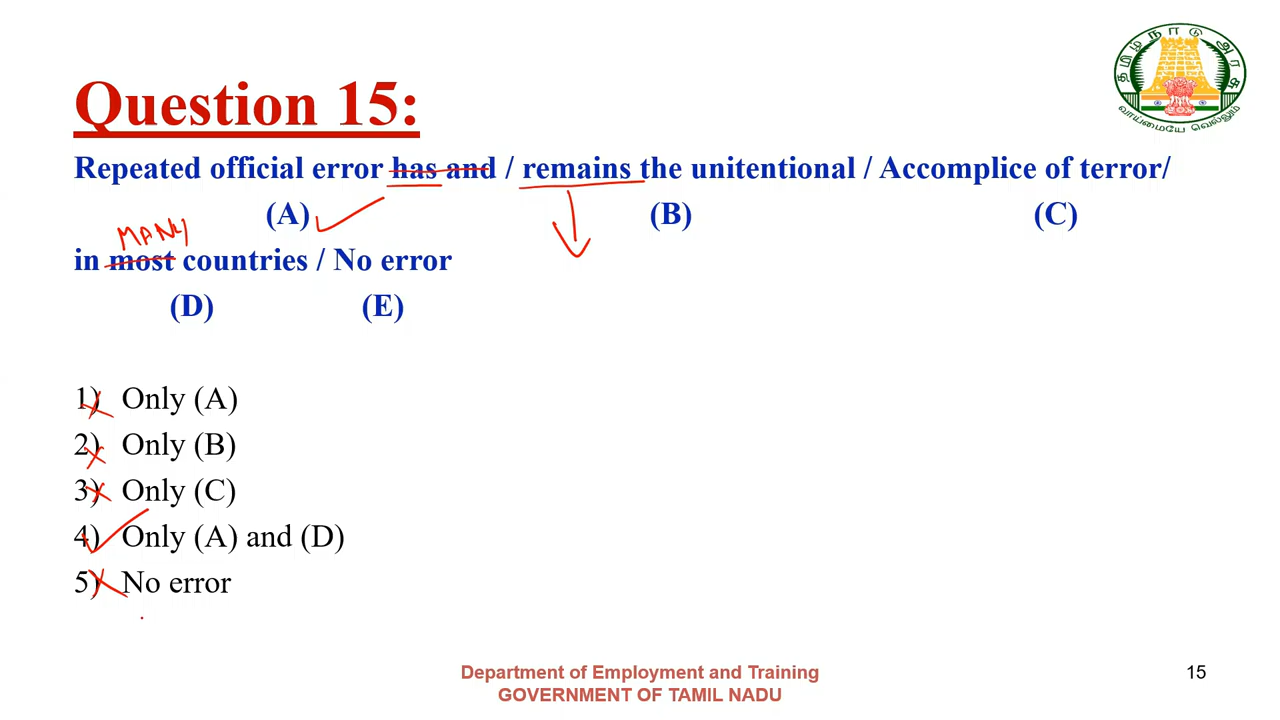 தமிழ்நாடு அரசு
வாய்மையே வெல்லும்
Question 15:
Repeated official error has and / remains the unitentional / Accomplice of terror/
(A) (B) (C)
MANY
in most countries / No error
(D) (E)
1) Only (A)
2) Only (B)
3) Only (C)
4) Only (A) and (D)
5) No error
Department of Employment and Training
GOVERNMENT OF TAMIL NADU
15